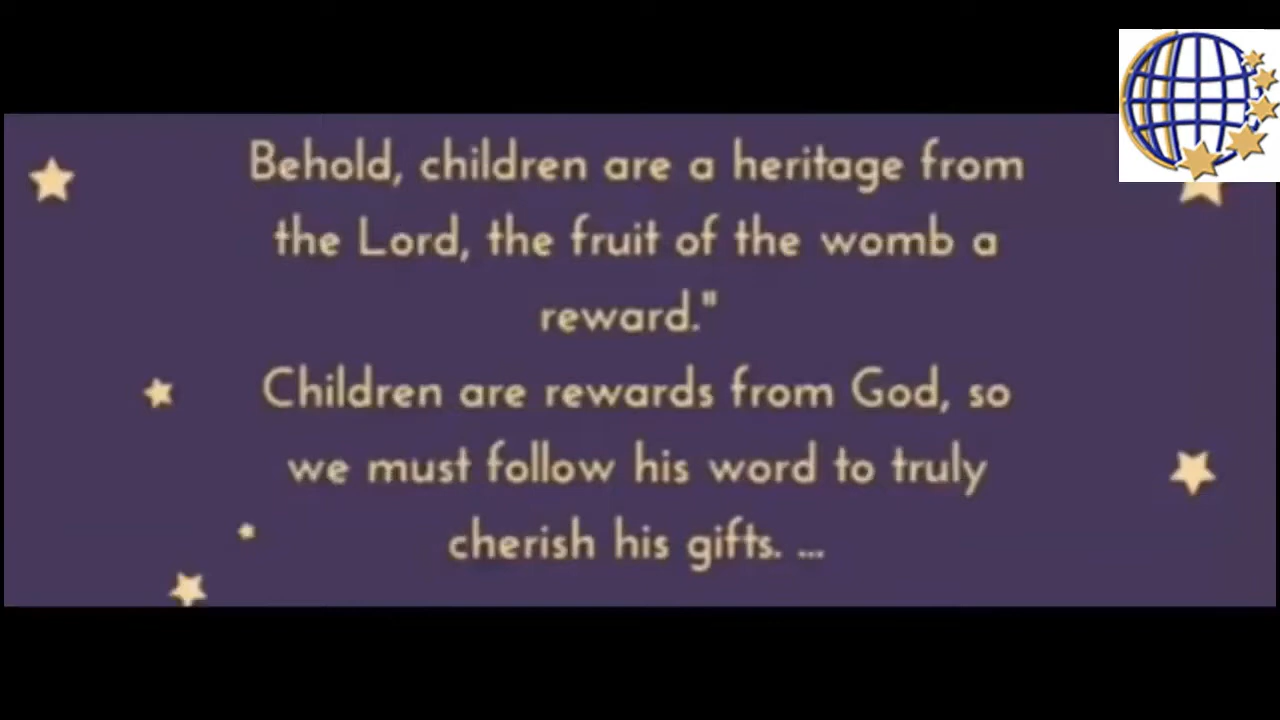 Behold, children are a heritage from
the Lord, the fruit of the womb a
reward."
Children are rewards from God, so
we must follow his word to truly
cherish his gifts. ...